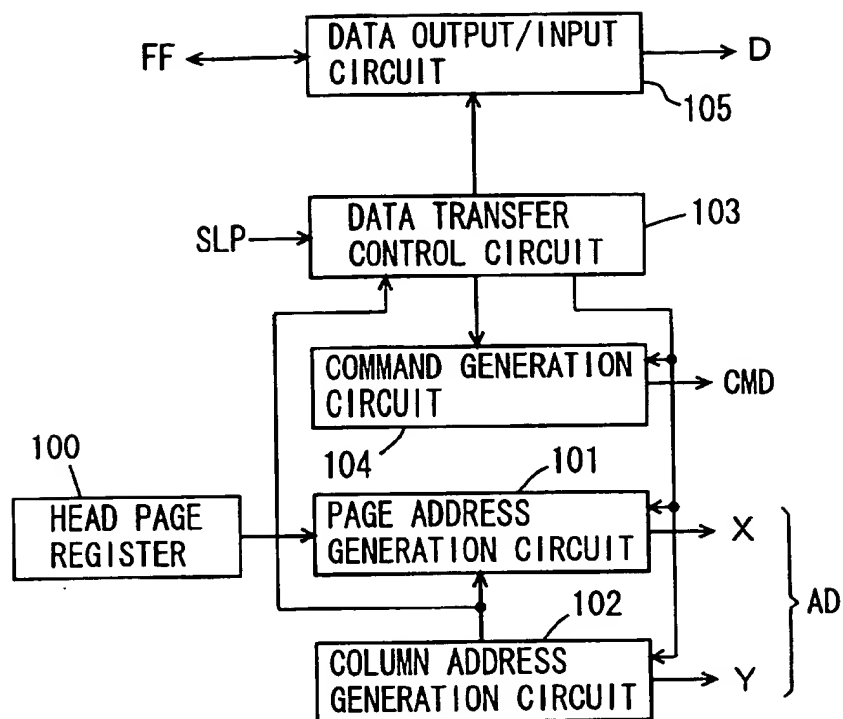 FF
DATA OUTPUT/INPUT
CIRCUIT
D
105
SLP
DATA TRANSFER
CONTROL CIRCUIT
103
COMMAND GENERATION
CIRCUIT
CMD
104
100
HEAD PAGE
REGISTER
101
PAGE ADDRESS
GENERATION CIRCUIT
X
AD
102
COLUMN ADDRESS
GENERATION CIRCUIT
Y